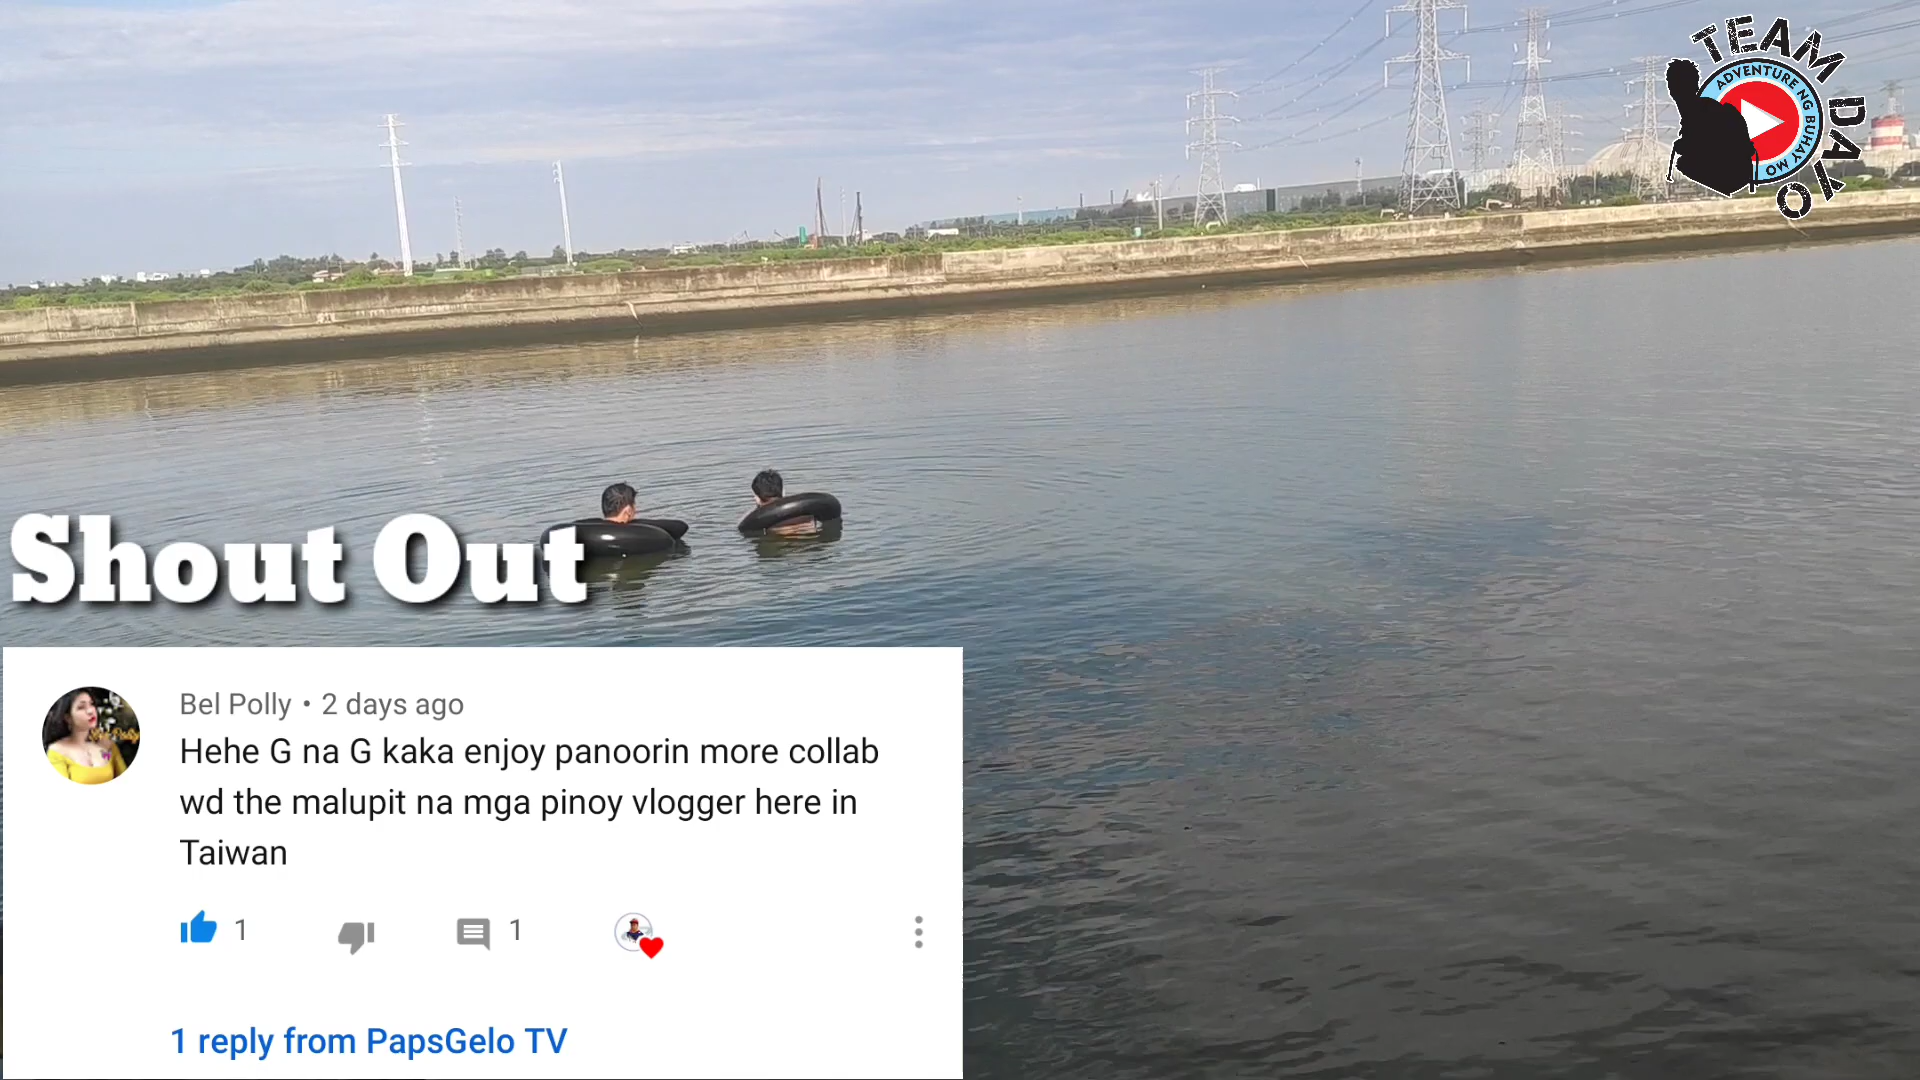 TEAM DAYO
ADVENTURE NG BUHAY MO
Shout Out
Bel Polly • 2 days ago
Hehe G na G kaka enjoy panoorin more collab
wd the malupit na mga pinoy vlogger here in
Taiwan
1
1
1 reply from PapsGelo TV